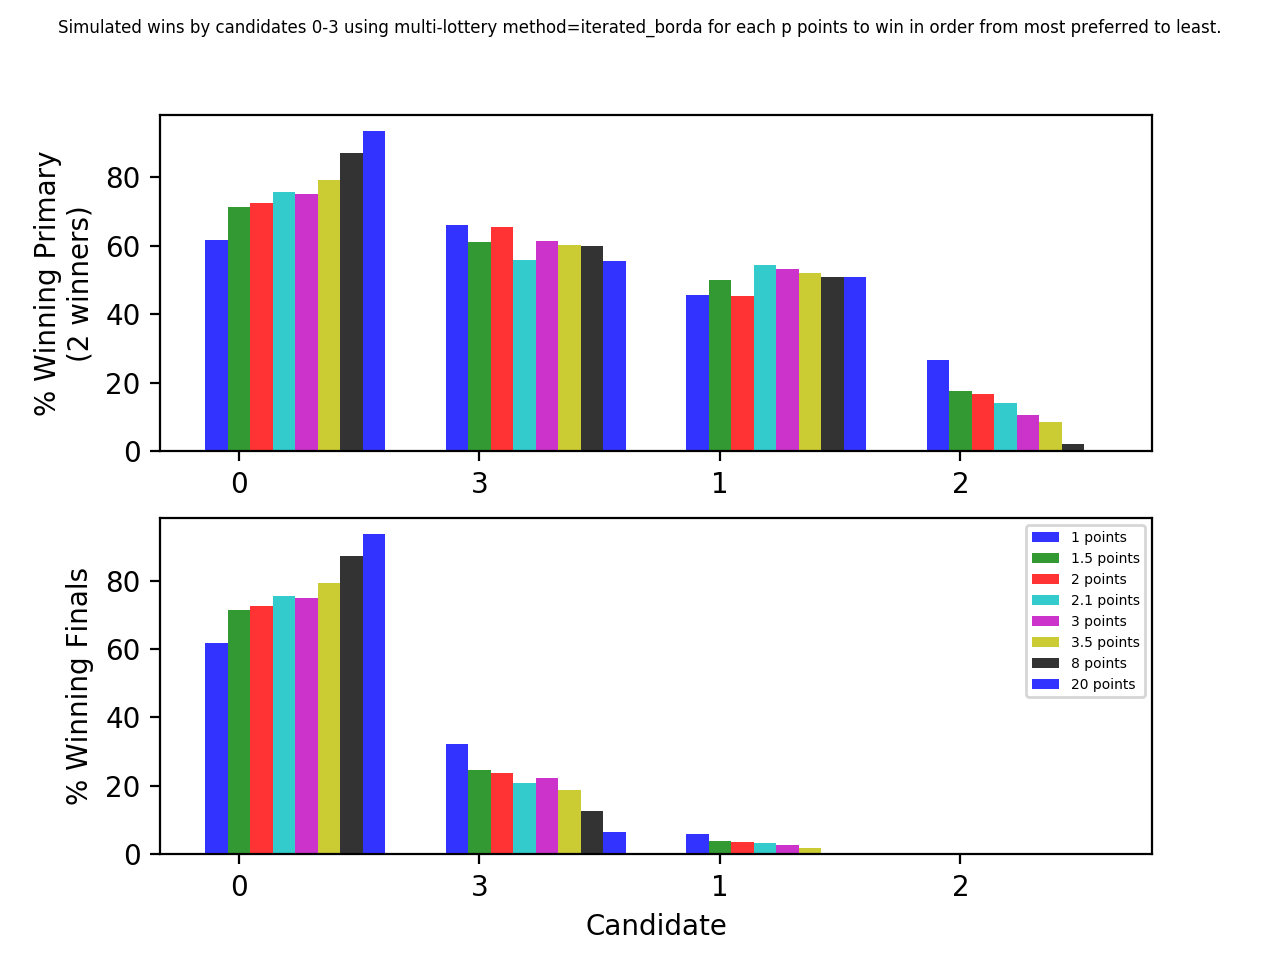 Simulated wins by candidates 0-3 using multi-lottery method=iterated_borda for each p points to win in order from most preferred to least.
% Winning Primary
(2 winners)
80
60
40
20
0
0 3 1 2
% Winning Finals
80
60
40
20
0
1 points
1.5 points
2 points
2.1 points
3 points
3.5 points
8 points
20 points
0 3 1 2
Candidate